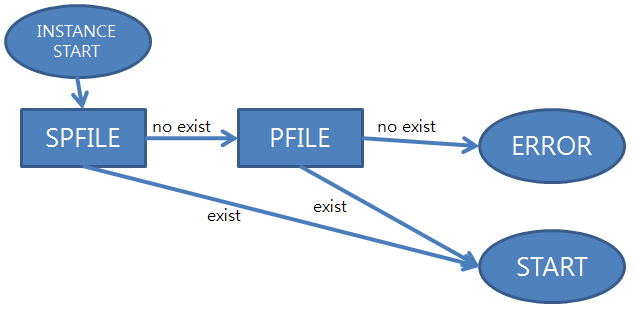 INSTANCE
START
SPFILE
no exist
PFILE
no exist
ERROR
exist
exist
START